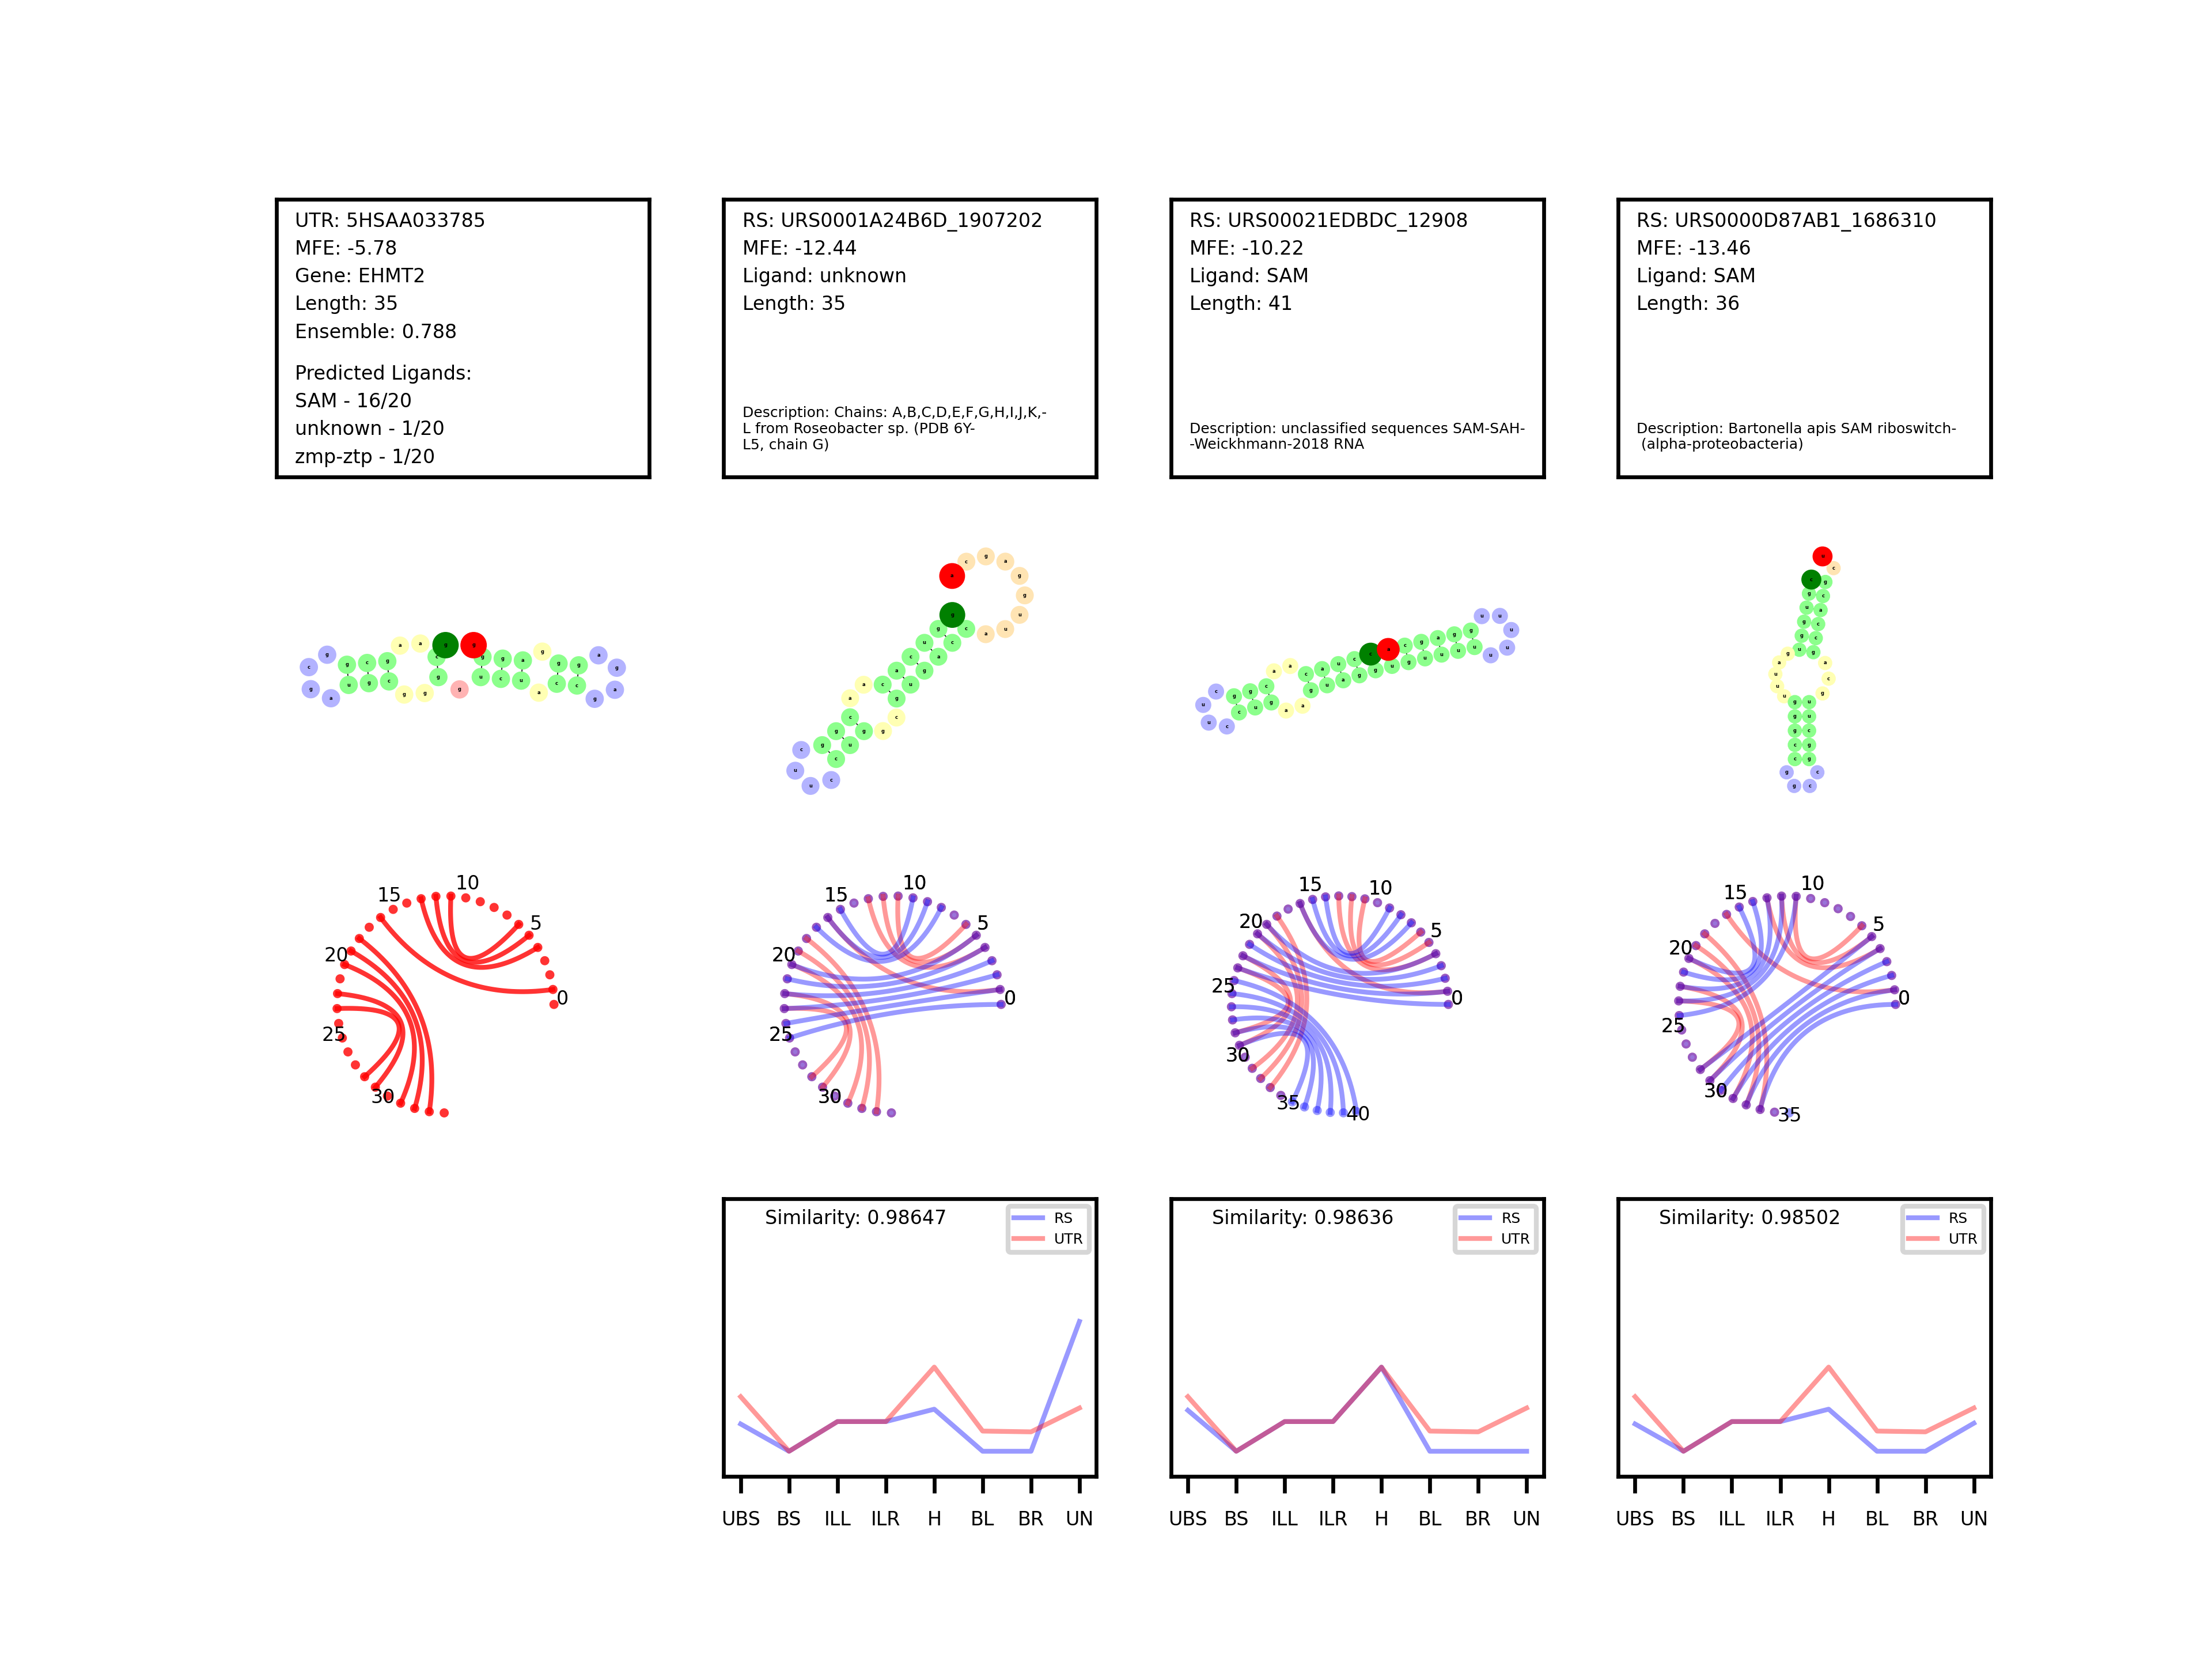 UTR: 5HSAA033785
MFE: -5.78
Gene: EHMT2
Length: 35
Ensemble: 0.788
Predicted Ligands:
SAM - 16/20
unknown - 1/20
zmp-ztp - 1/20
RS: URS0001A24B6D_1907202
MFE: -12.44
Ligand: unknown
Length: 35
Description: Chains: A,B,C,D,E,F,G,H,I,J,K,-
L from Roseobacter sp. (PDB 6Y-
L5, chain G)
RS: URS00021EDBDC_12908
MFE: -10.22
Ligand: SAM
Length: 41
Description: unclassified sequences SAM-SAH-
-Weickhmann-2018 RNA
RS: URS0000D87AB1_1686310
MFE: -13.46
Ligand: SAM
Length: 36
Description: Bartonella apis SAM riboswitch-
(alpha-proteobacteria)
0
5
10
15
20
25
30
0
5
10
15
20
25
30
0
5
10
15
20
25
30
35
40
0
5
10
15
20
25
30
35
Similarity: 0.98647
RS
UTR
UBS BS ILL ILR H BL BR UN
Similarity: 0.98636
RS
UTR
UBS BS ILL ILR H BL BR UN
Similarity: 0.98502
RS
UTR
UBS BS ILL ILR H BL BR UN